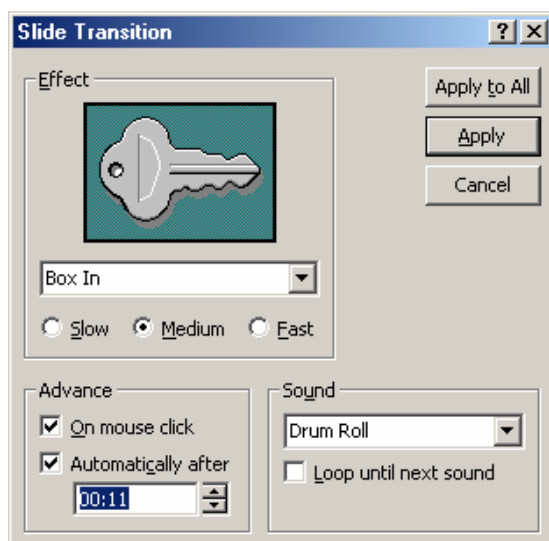 Slide Transition
Effect
Box In
Slow Medium Fast
Apply to All
Apply
Cancel
Advance
On mouse click
Automatically after
00:11
Sound
Drum Roll
Loop until next sound